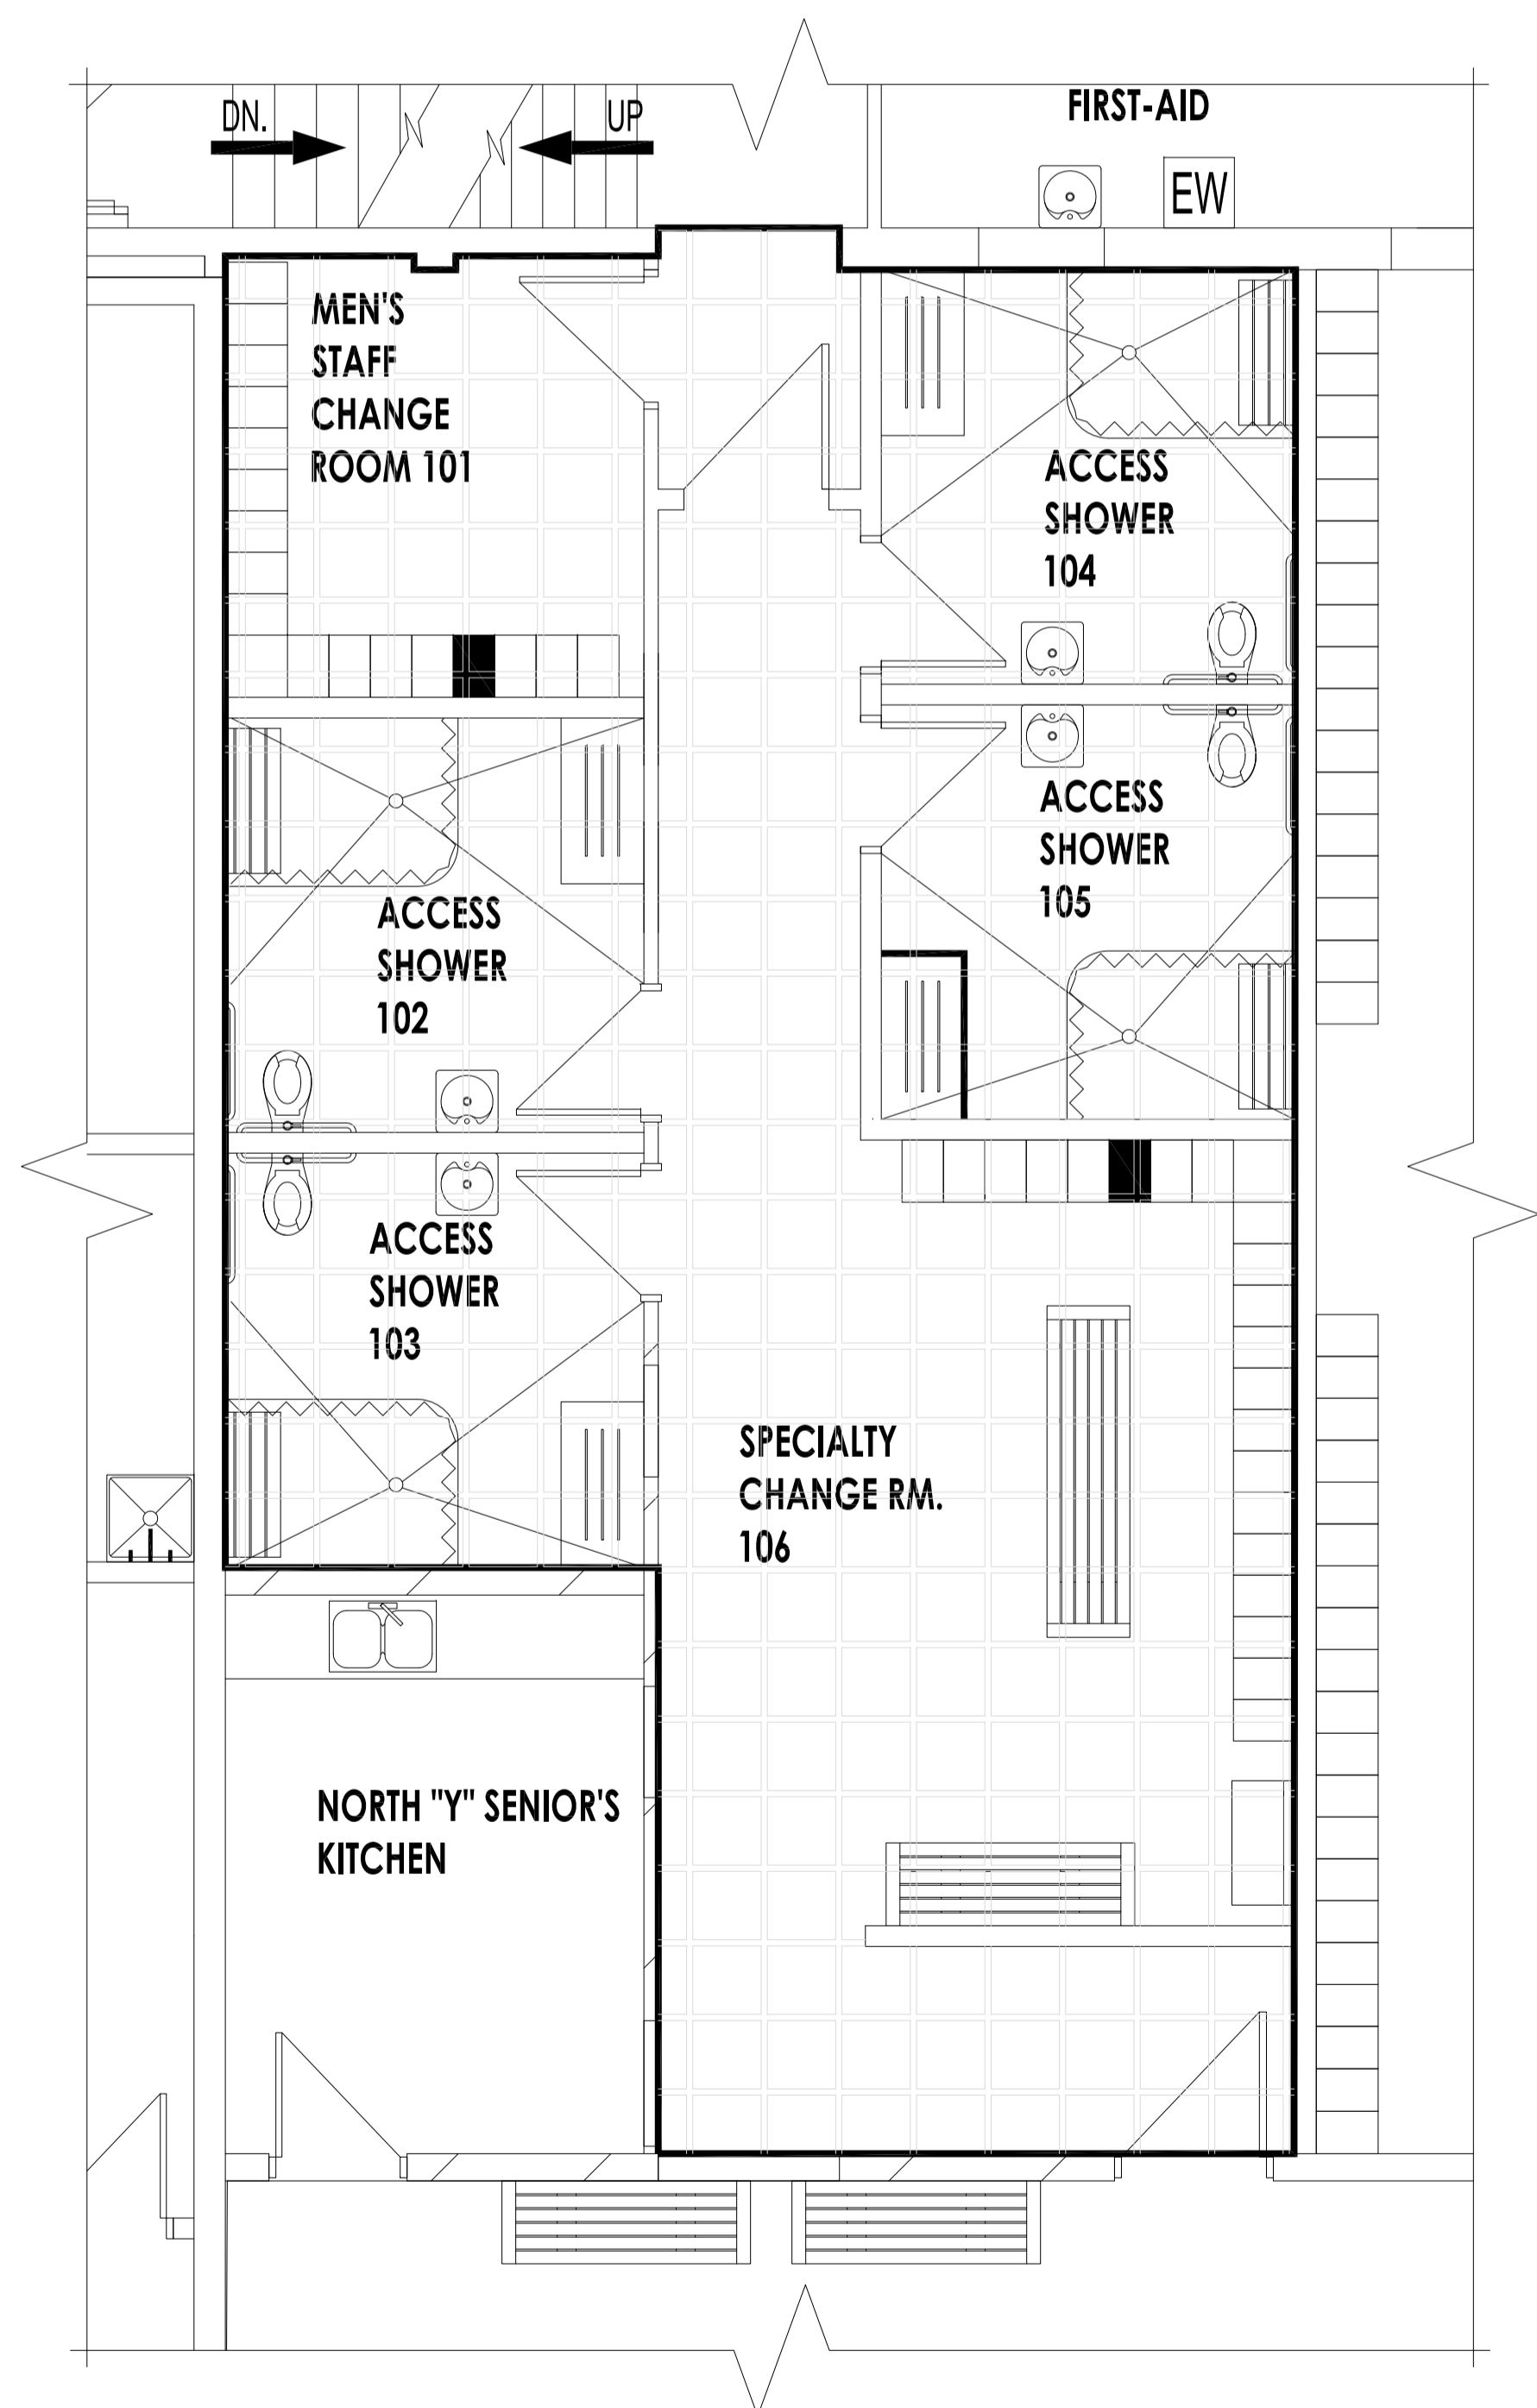 DN.
UP
FIRST-AID
EW
MEN'S
STAFF
CHANGE
ROOM 101
ACCESS
SHOWER
104
ACCESS
SHOWER
105
ACCESS
SHOWER
102
ACCESS
SHOWER
103
SPECIALTY
CHANGE RM.
106
NORTH "Y" SENIOR'S
KITCHEN